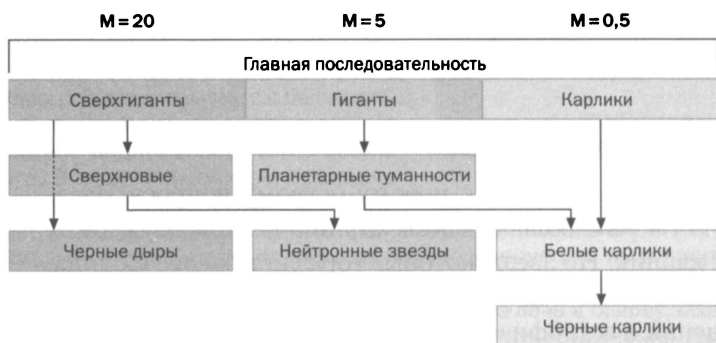 M = 20 M = 5 M = 0,5
Главная последовательность
Сверхгиганты Гиганты Карлики
Сверхновые Планетарные туманности
Черные дыры Нейтронные звезды Белые карлики
Черные карлики